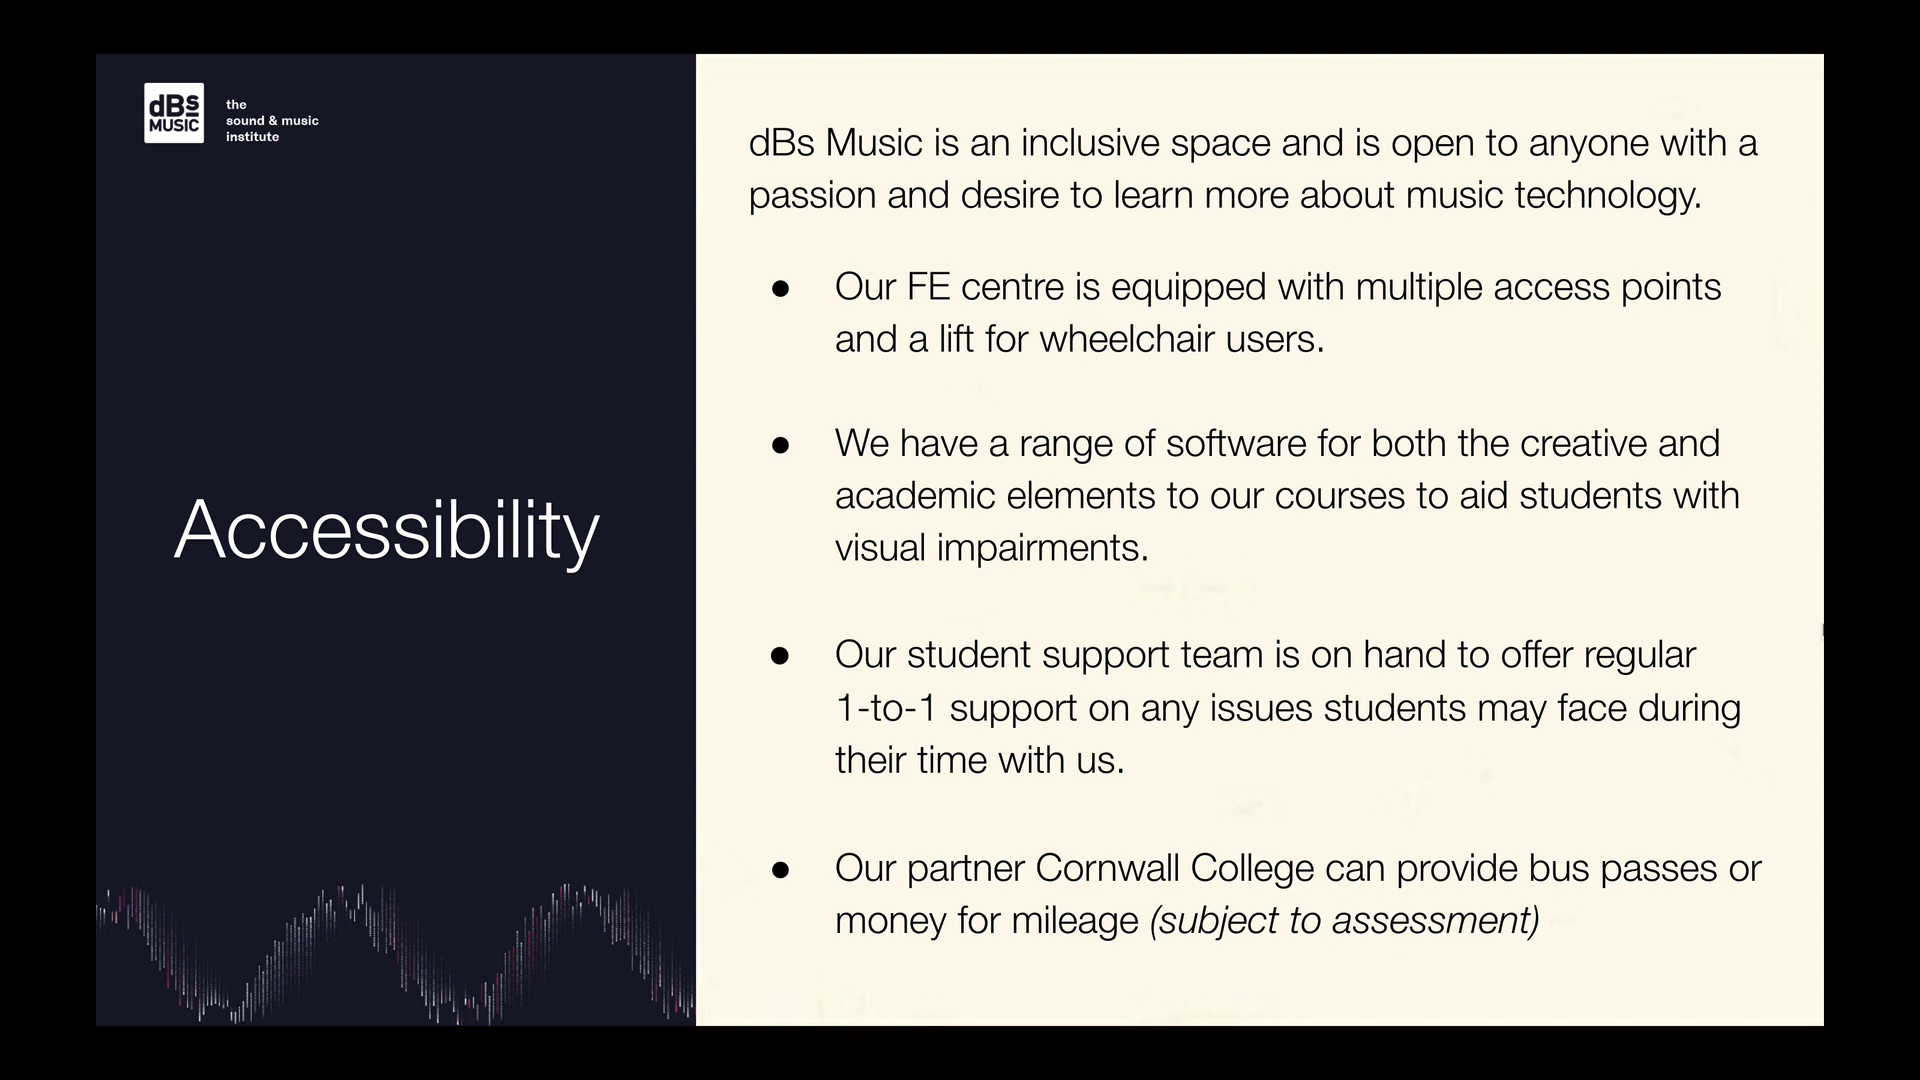 dBs
MUSIC
the
sound & music
institute
Accessibility
dBs Music is an inclusive space and is open to anyone with a
passion and desire to learn more about music technology.
● Our FE centre is equipped with multiple access points
and a lift for wheelchair users.
● We have a range of software for both the creative and
academic elements to our courses to aid students with
visual impairments.
● Our student support team is on hand to offer regular
1-to-1 support on any issues students may face during
their time with us.
● Our partner Cornwall College can provide bus passes or
money for mileage (subject to assessment)